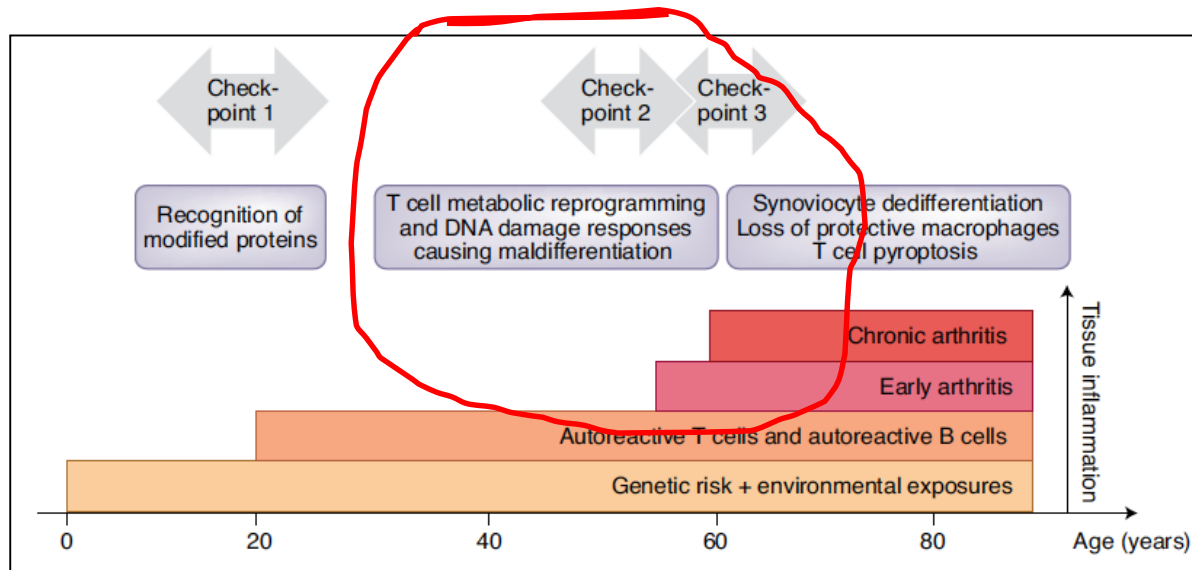 Check-
point 1
Check-
point 2
Check-
point 3
Recognition of
modified proteins
T cell metabolic reprogramming
and DNA damage responses
causing maldifferentiation
Synoviocyte dedifferentiation
Loss of protective macrophages
T cell pyroptosis
Chronic arthritis
Early arthritis
Autoreactive T cells and autoreactive B cells
Genetic risk + environmental exposures
Tissue inflammation
0 20 40 60 80 Age (years)